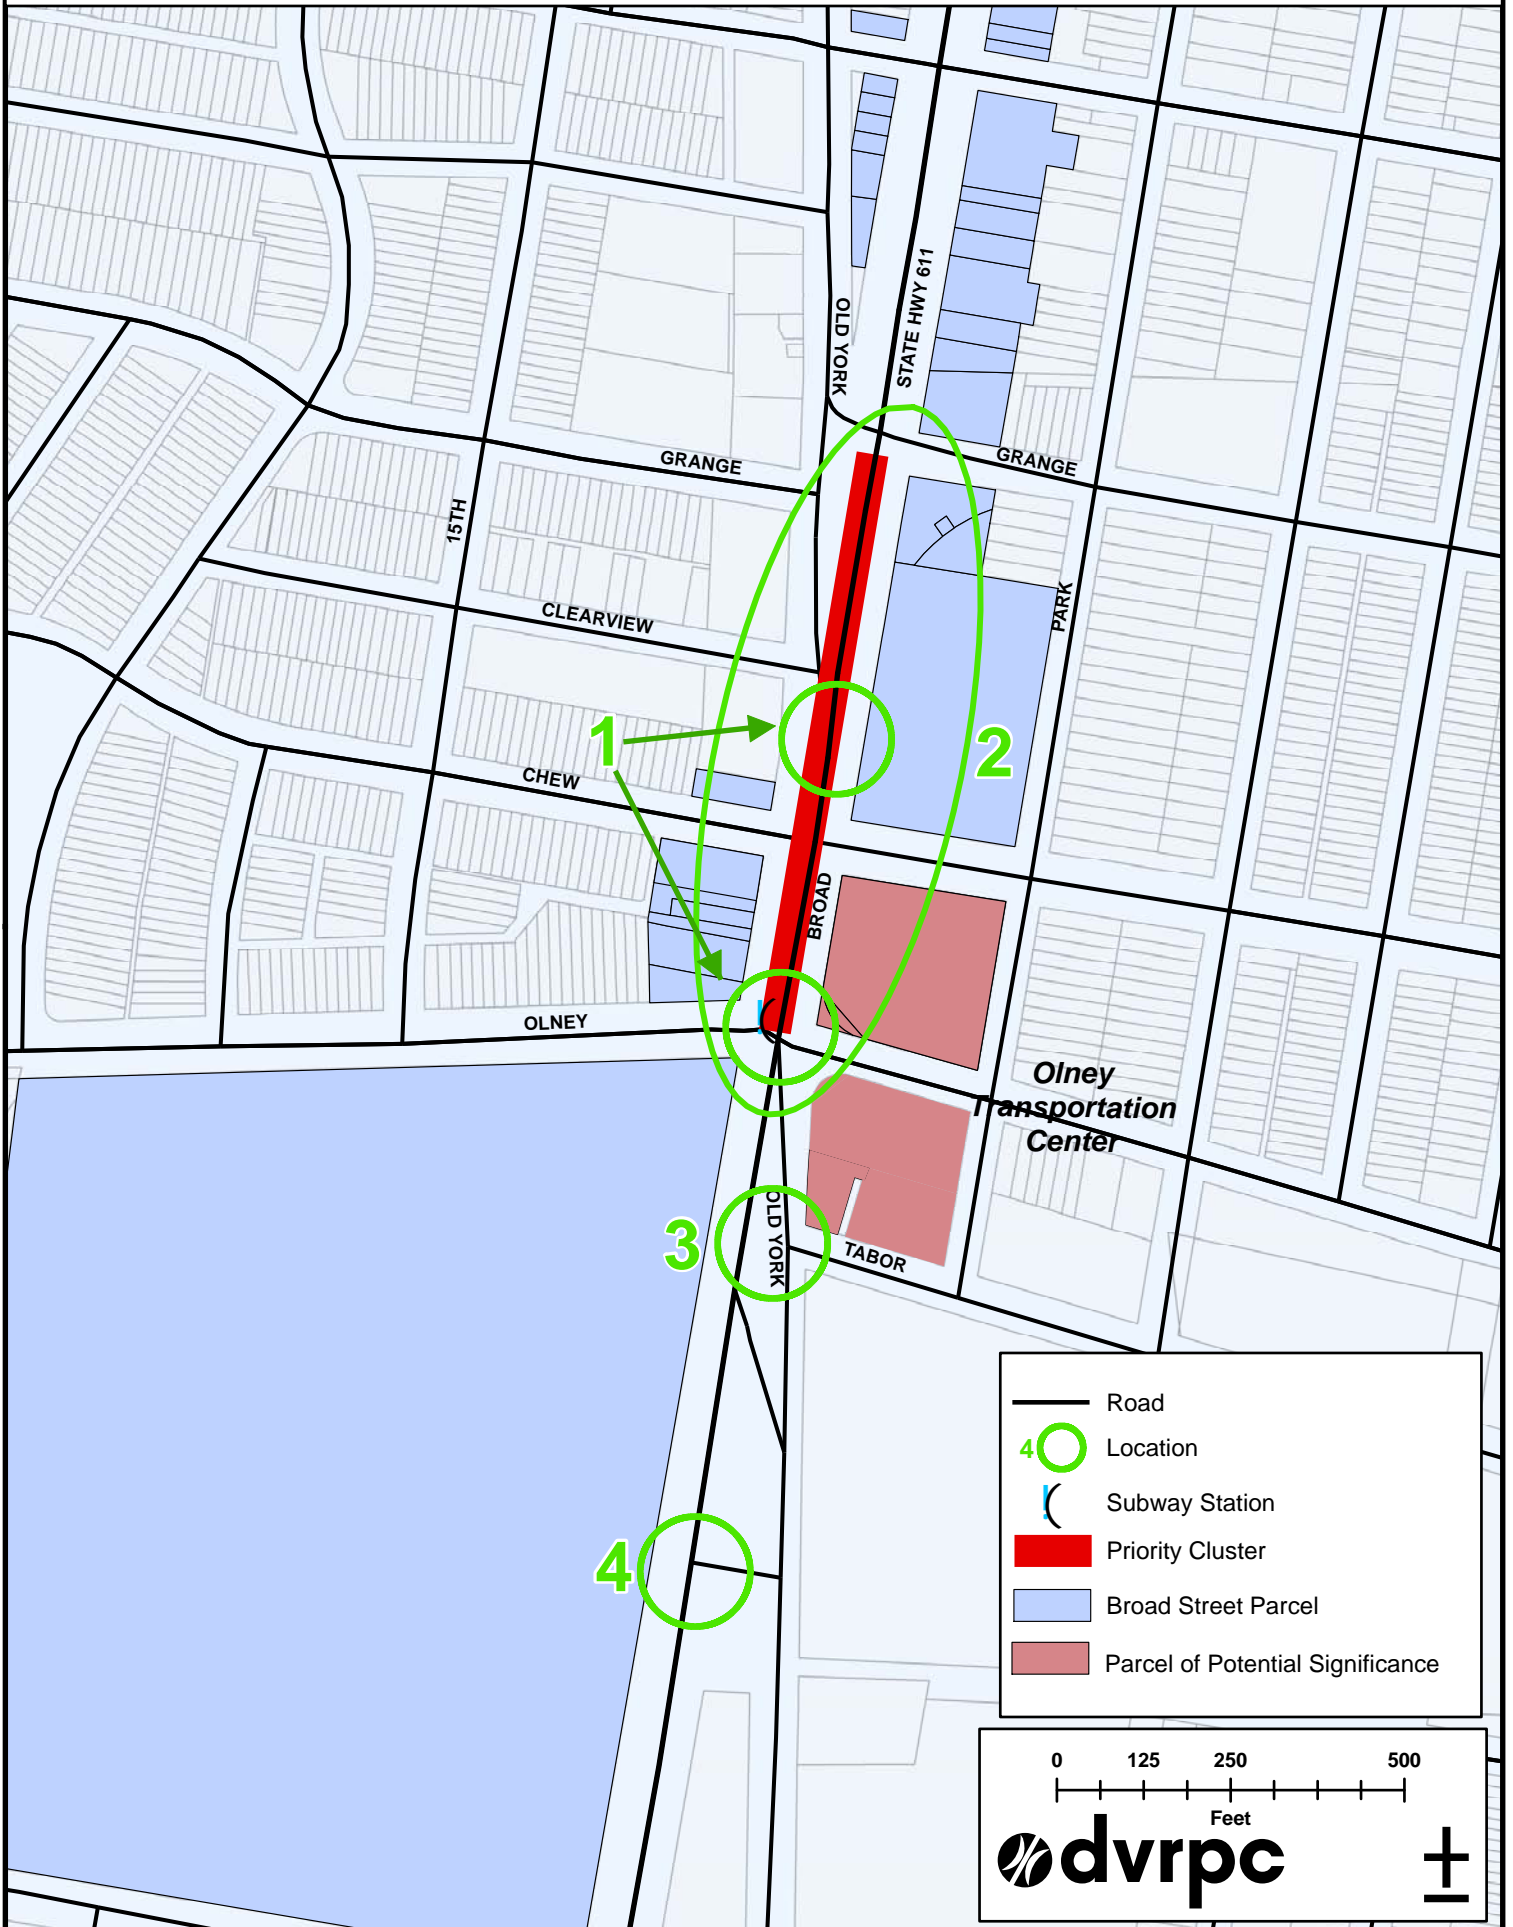 OLD YORK
STATE HWY 611
GRANGE
GRANGE
15TH
CLEARVIEW
PARK
1
2
CHEW
BROAD
OLNEY
Olney
Transportation
Center
3
OLD YORK
TABOR
4
Road
4 Location
Subway Station
Priority Cluster
Broad Street Parcel
Parcel of Potential Significance
0 125 250 500
Feet
dvrpc